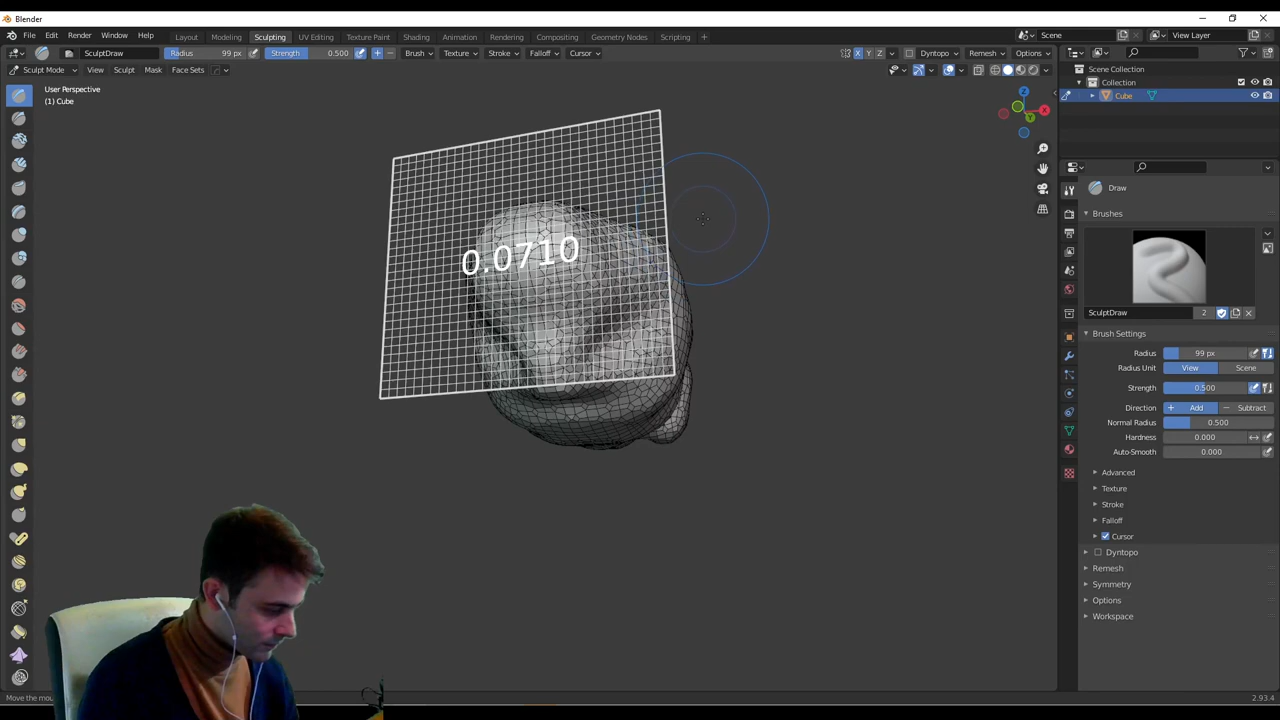 Blender
File Edit Render Window Help Layout Modeling Sculpting UV Editing Texture Paint Shading Animation Rendering Compositing Geometry Nodes Scripting + Scene View Layer
SculptDraw Radius 99 px Strength 0.500 + − Brush Texture Stroke Falloff Cursor X Y Z Dyntopo Remesh Options
Sculpt Mode View Sculpt Mask Face Sets
Scene Collection
Collection
Cube
User Perspective
(1) Cube
Z
X
Y
0.0710
Draw
Brushes
SculptDraw 2
Brush Settings
Radius 99 px
Radius Unit View Scene
Strength 0.500
Direction + Add − Subtract
Normal Radius 0.500
Hardness 0.000
Auto-Smooth 0.000
Advanced
Texture
Stroke
Falloff
Cursor
Dyntopo
Remesh
Symmetry
Options
Workspace
Move the mou
2.93.4